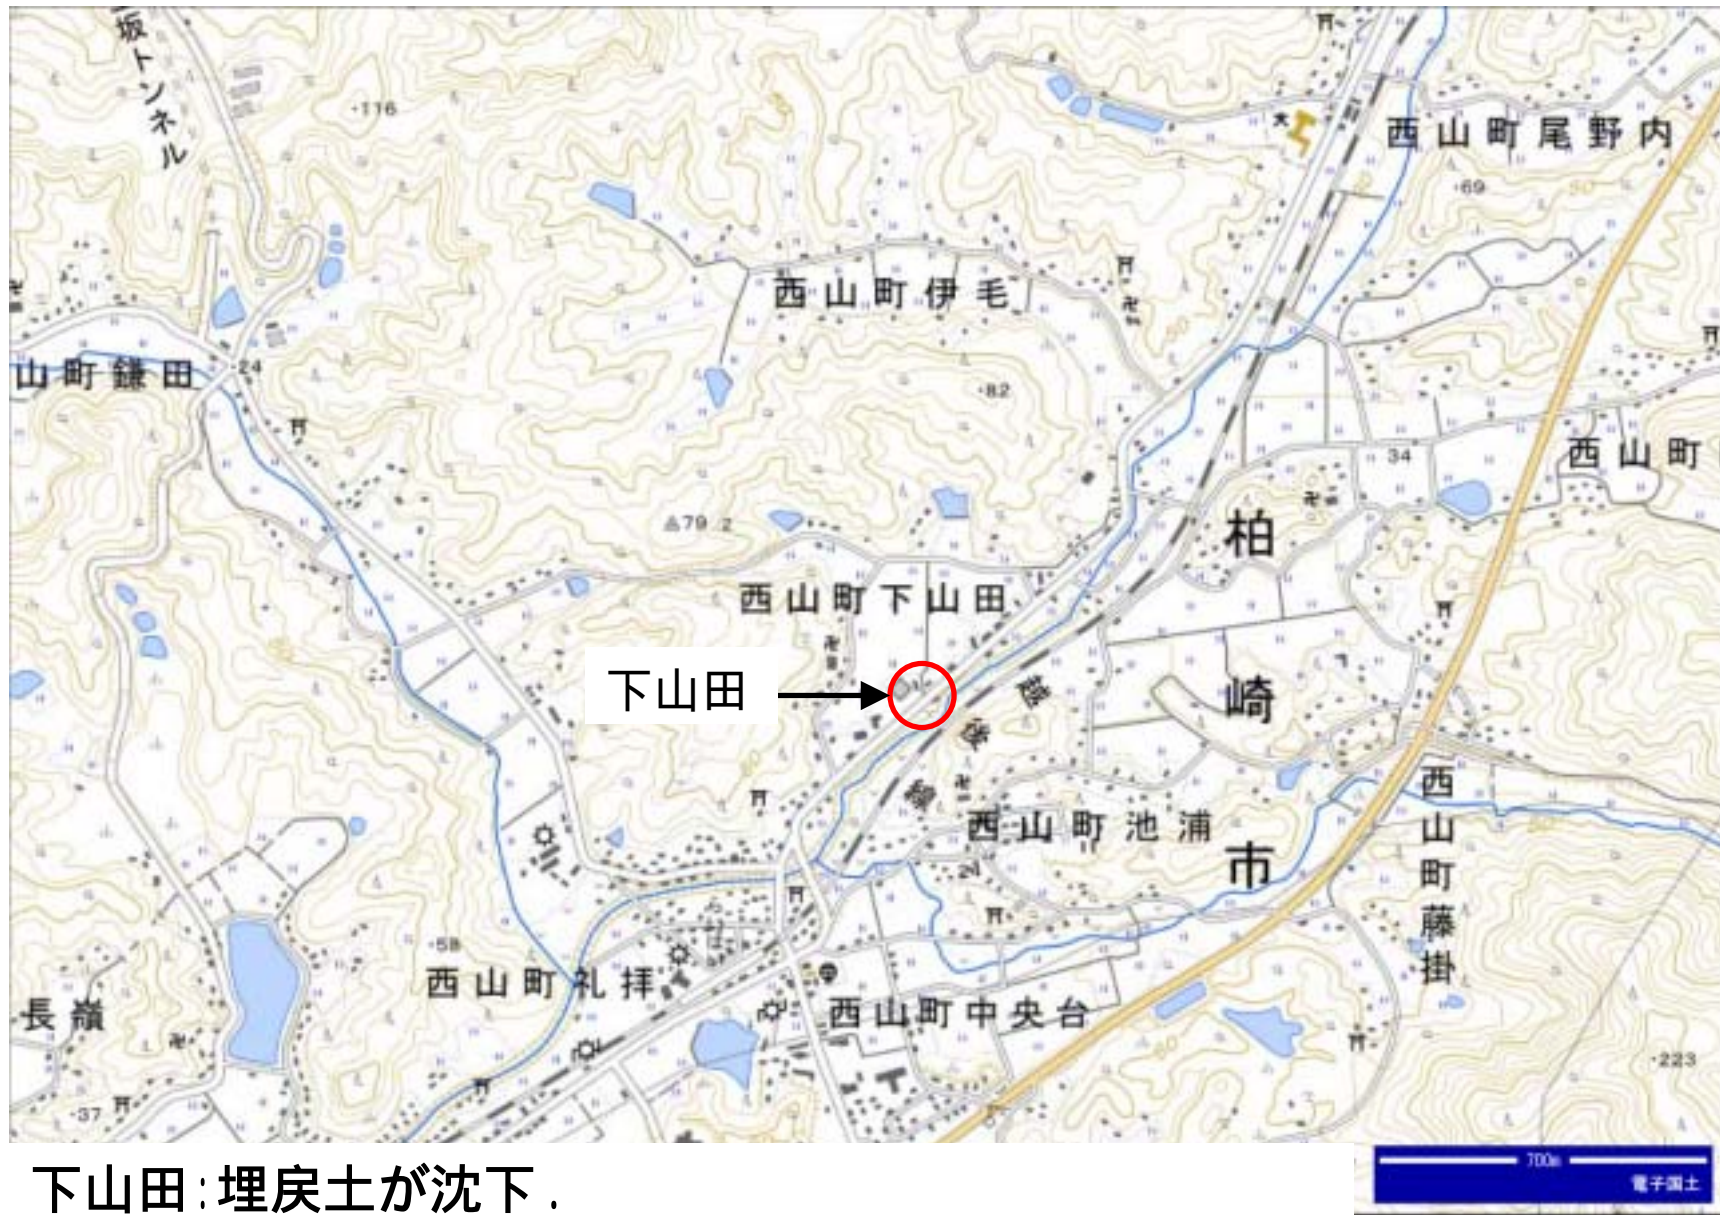 坂トンネル
・116
西山町尾野内
・69
50
西山町伊毛
山町鎌田
・24
・82
西山町
34
柏崎市
79.2
西山町下山田
下山田
越後線
西山町池浦
27
西山町藤掛
・58
西山町礼拝
西山町中央台
長嶺
・37
・223
下山田:埋戻土が沈下.
700m
電子国土